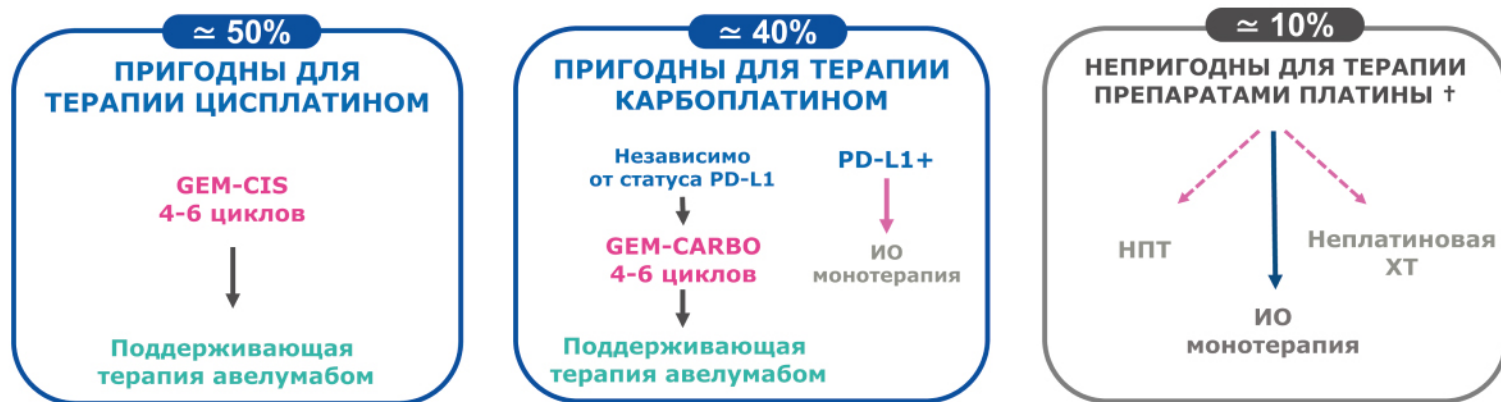 ≃ 50%
ПРИГОДНЫ ДЛЯ
ТЕРАПИИ ЦИСПЛАТИНОМ
GEM-CIS
4-6 циклов
Поддерживающая
терапия авелумабом
≃ 40%
ПРИГОДНЫ ДЛЯ ТЕРАПИИ
КАРБОПЛАТИНОМ
Независимо
от статуса PD-L1
GEM-CARBO
4-6 циклов
Поддерживающая
терапия авелумабом
PD-L1+
ИО
монотерапия
≃ 10%
НЕПРИГОДНЫ ДЛЯ ТЕРАПИИ
ПРЕПАРАТАМИ ПЛАТИНЫ †
НПТ
ИО
монотерапия
Неплатиновая
ХТ